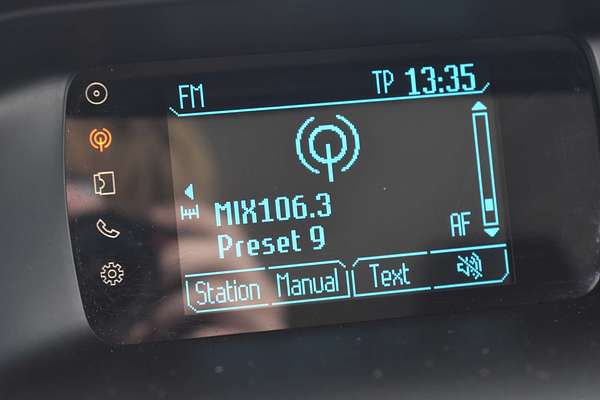 FM TP 13:35
MIX106.3
Preset 9
AF
Station Manual Text